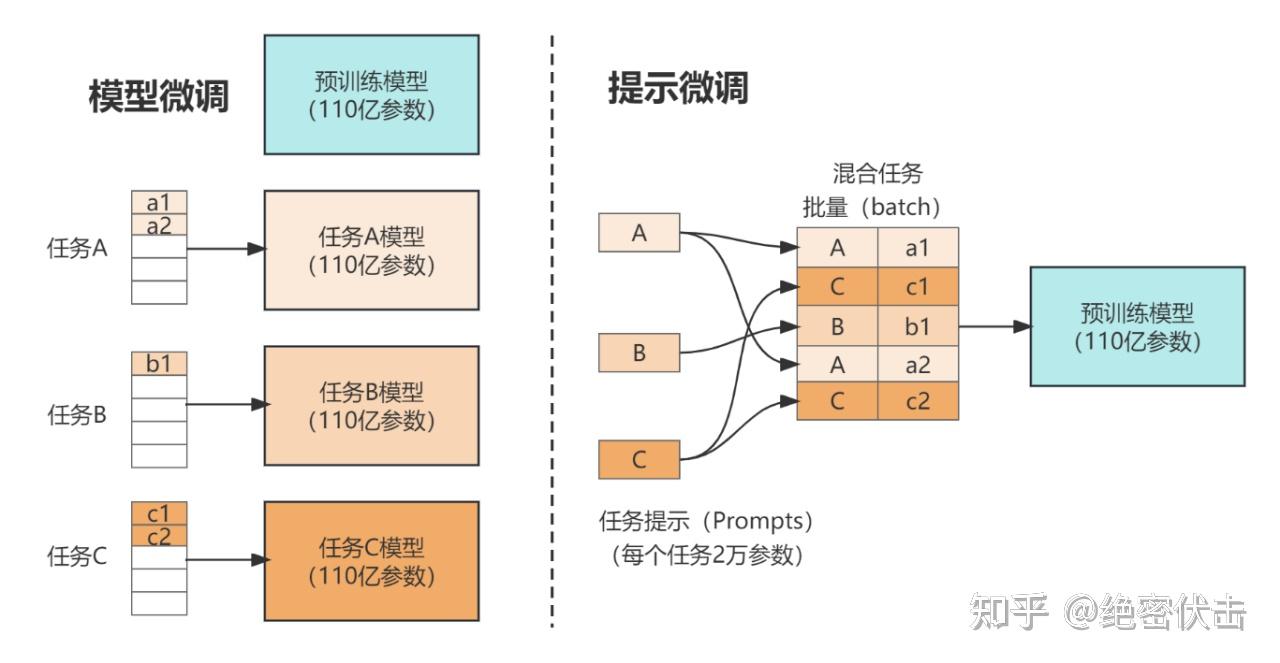 模型微调
预训练模型
(110亿参数)
任务A
a1
a2
任务A模型
(110亿参数)
任务B
b1
任务B模型
(110亿参数)
任务C
c1
c2
任务C模型
(110亿参数)
提示微调
A
B
C
任务提示（Prompts）
（每个任务2万参数）
混合任务
批量（batch）
A a1
C c1
B b1
A a2
C c2
预训练模型
(110亿参数)
知乎 @绝密伏击